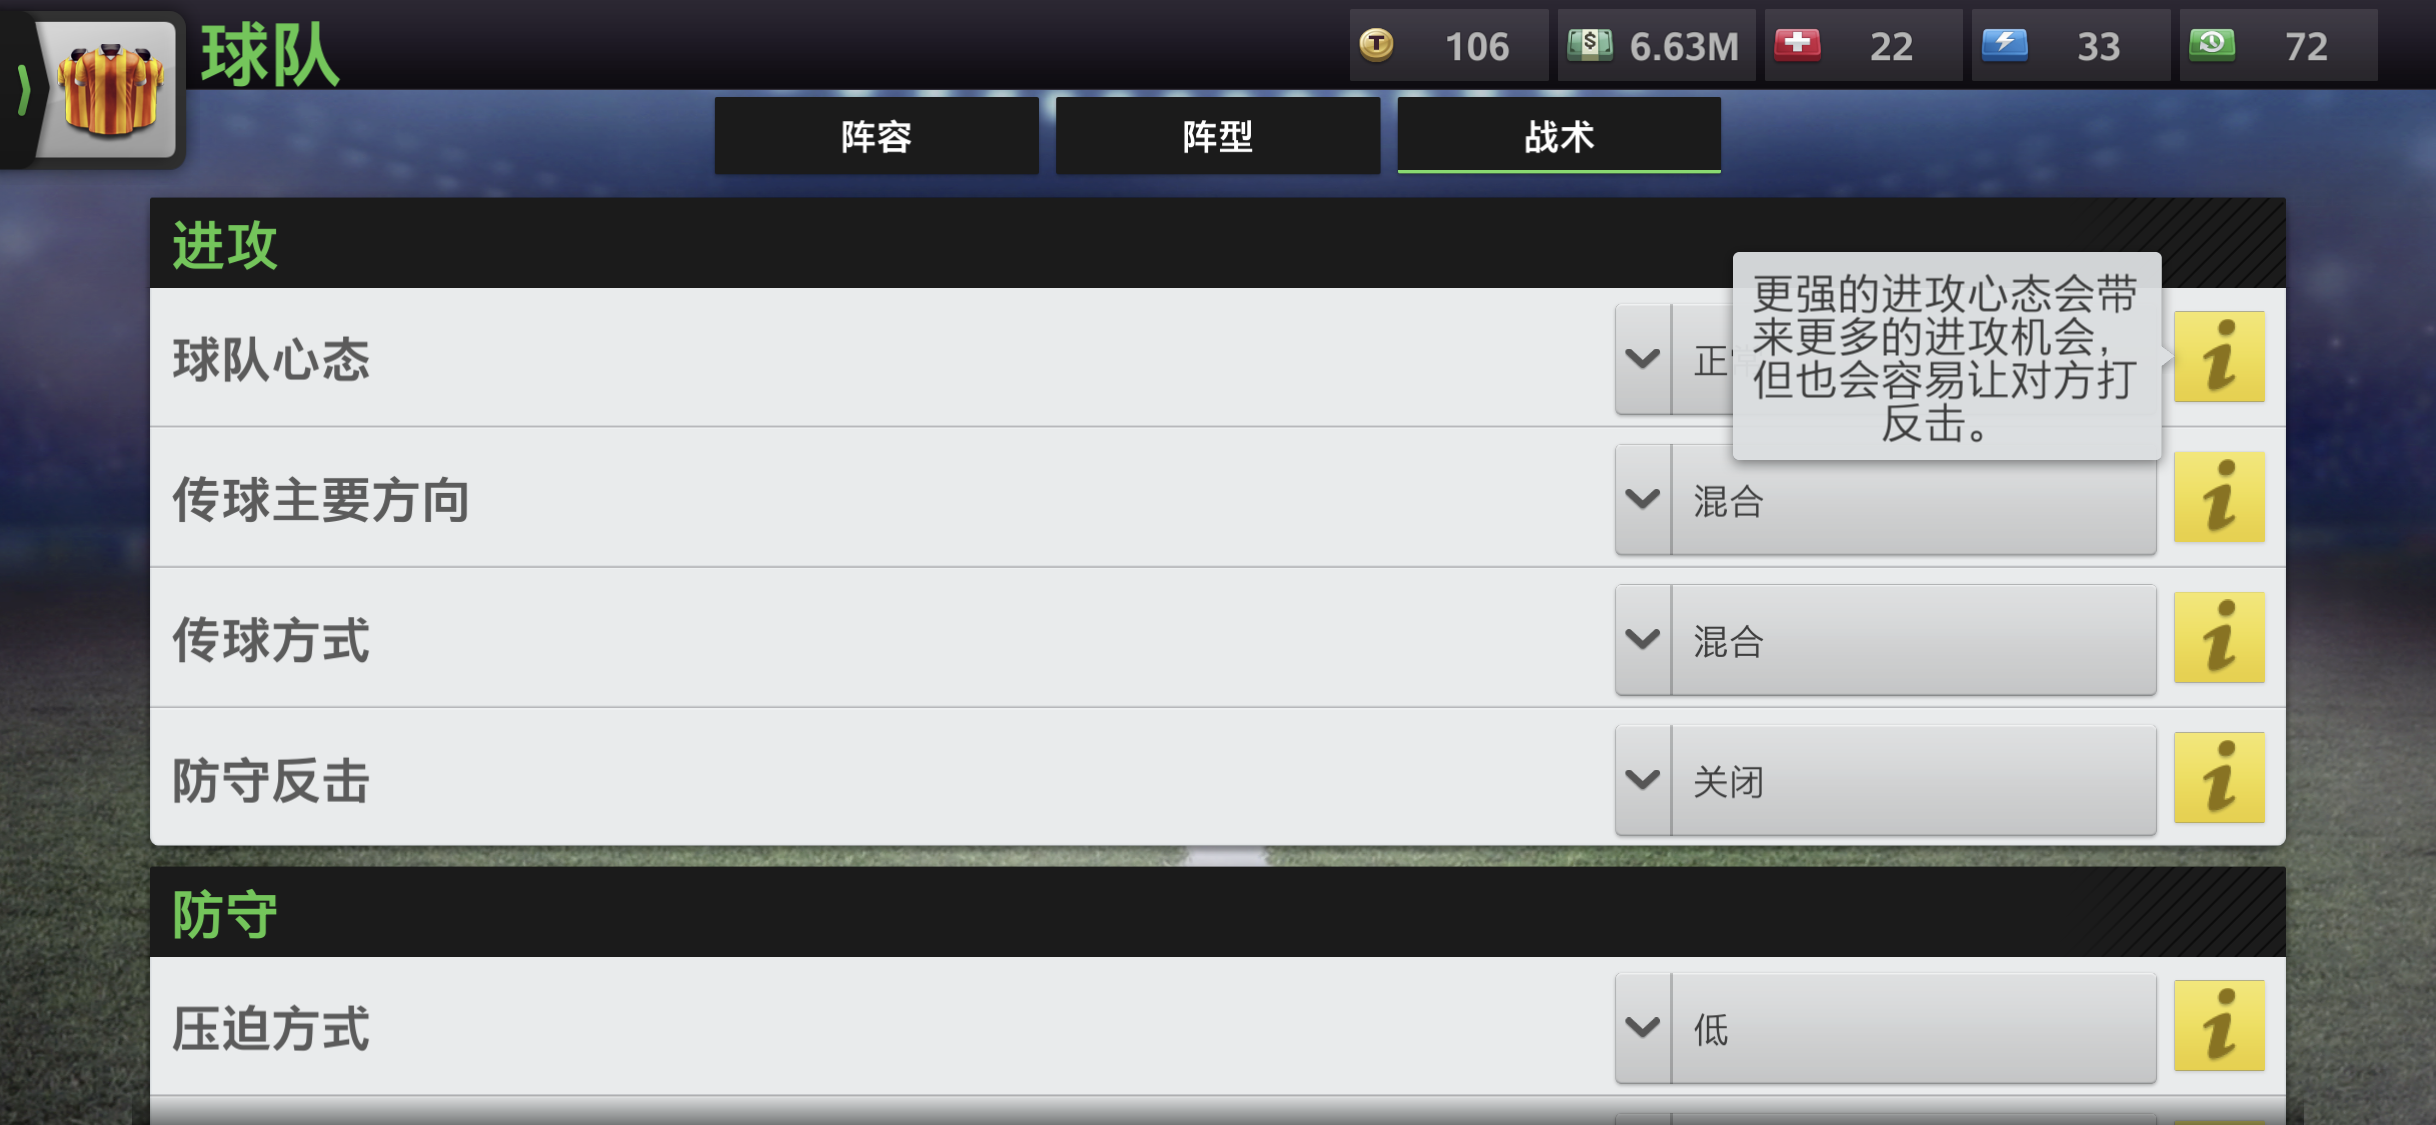 球队
106
6.63M
22
33
72
阵容
阵型
战术
进攻
球队心态
正常
更强的进攻心态会带
来更多的进攻机会，
但也会容易让对方打
反击。
传球主要方向
混合
传球方式
混合
防守反击
关闭
防守
压迫方式
低